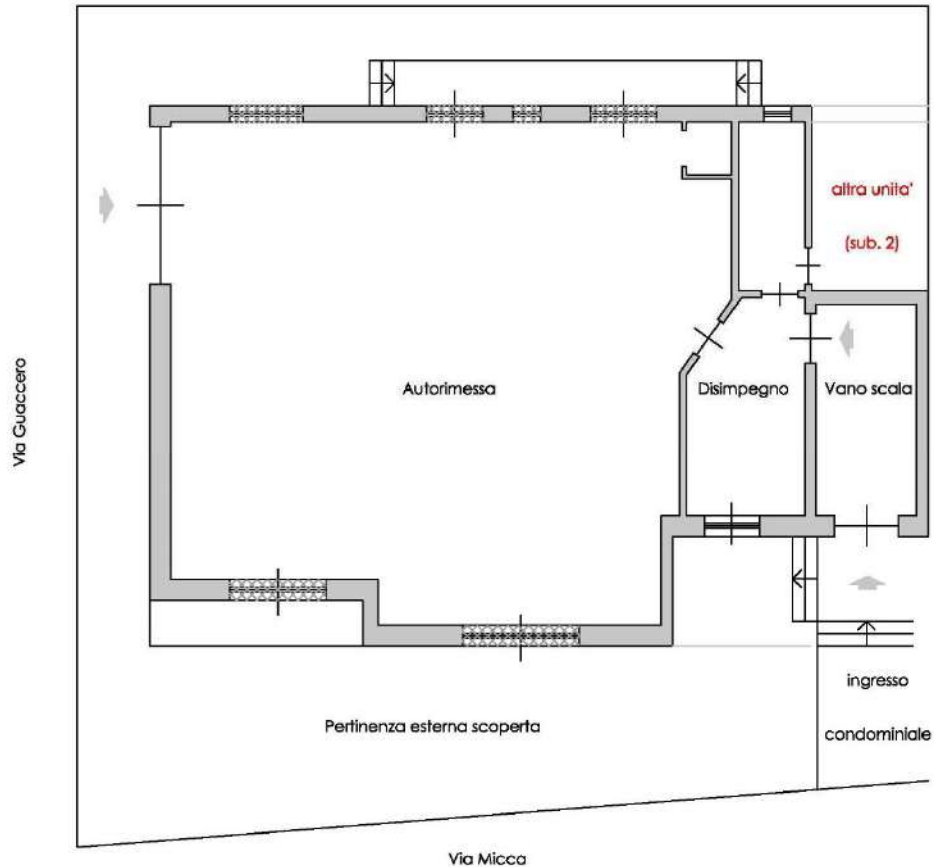 altra unita'
(sub. 2)
Via Guaccero
Autorimessa
Disimpegno
Vano scala
ingresso
condominiale
Pertinenza esterna scoperta
Via Micca